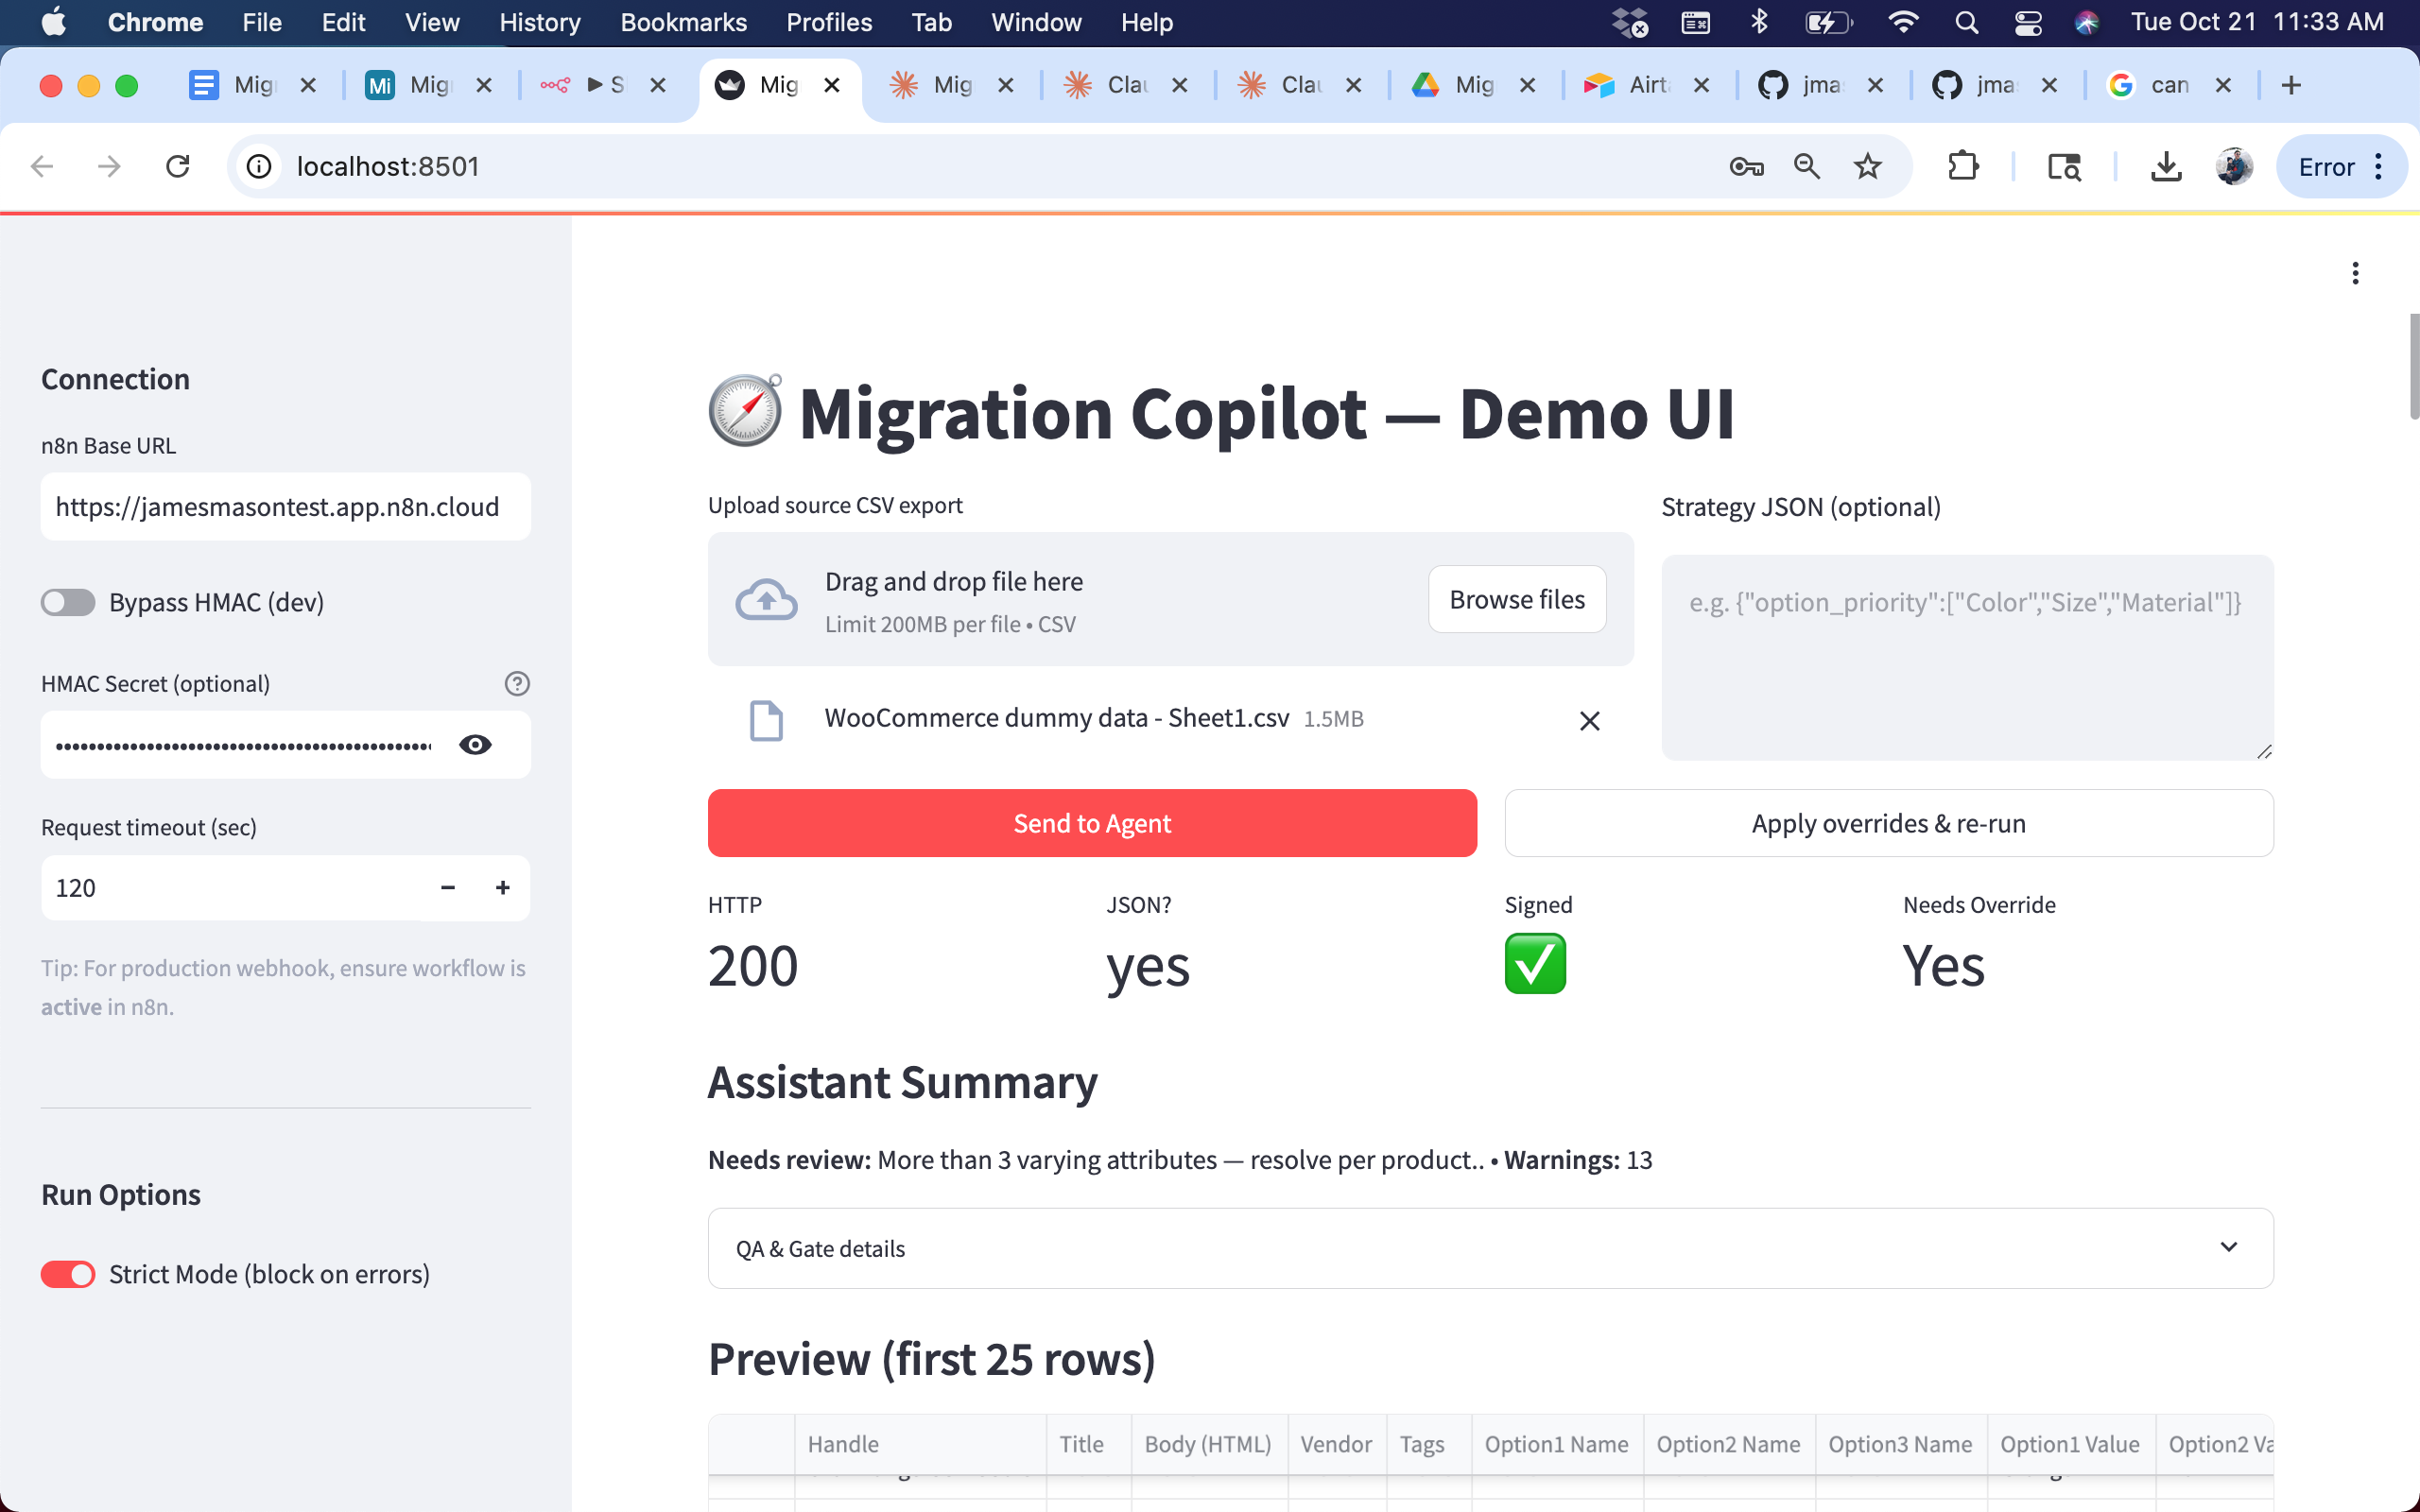 Chrome File Edit View History Bookmarks Profiles Tab Window Help Tue Oct 21 11:33 AM
Mig Mi Mig S Mig Mig Clau Clau Mig Airt jma jma can
localhost:8501 Error
Connection
n8n Base URL
https://jamesmasontest.app.n8n.cloud
Bypass HMAC (dev)
HMAC Secret (optional)
Request timeout (sec)
120
Tip: For production webhook, ensure workflow is
active in n8n.
Run Options
Strict Mode (block on errors)
Migration Copilot — Demo UI
Upload source CSV export
Drag and drop file here
Limit 200MB per file • CSV
Browse files
WooCommerce dummy data - Sheet1.csv 1.5MB
Strategy JSON (optional)
e.g. {"option_priority":["Color","Size","Material"]}
Send to Agent
Apply overrides & re-run
HTTP JSON? Signed Needs Override
200 yes Yes
Assistant Summary
Needs review: More than 3 varying attributes — resolve per product.. • Warnings: 13
QA & Gate details
Preview (first 25 rows)
Handle Title Body (HTML) Vendor Tags Option1 Name Option2 Name Option3 Name Option1 Value Option2 Va